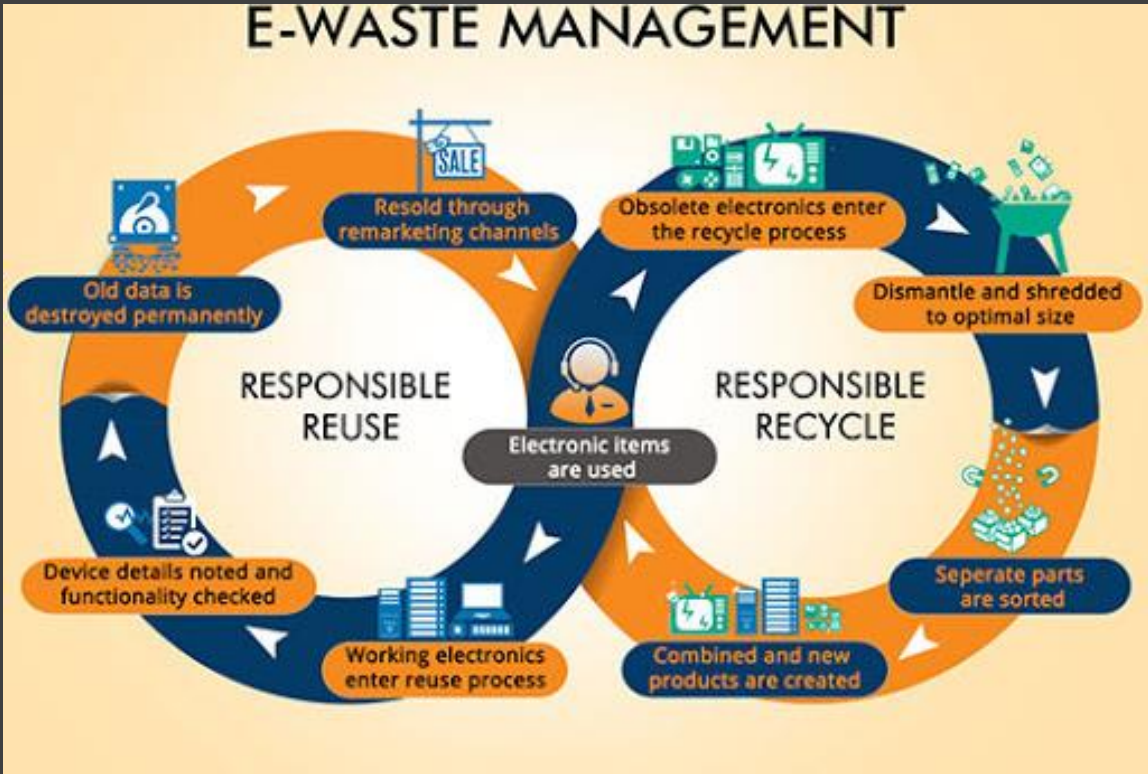 E-WASTE MANAGEMENT
SALE
Resold through
remarketing channels
Obsolete electronics enter
the recycle process
Old data is
destroyed permanently
Dismantle and shredded
to optimal size
RESPONSIBLE
REUSE
RESPONSIBLE
RECYCLE
Electronic items
are used
Device details noted and
functionality checked
Seperate parts
are sorted
Working electronics
enter reuse process
Combined and new
products are created